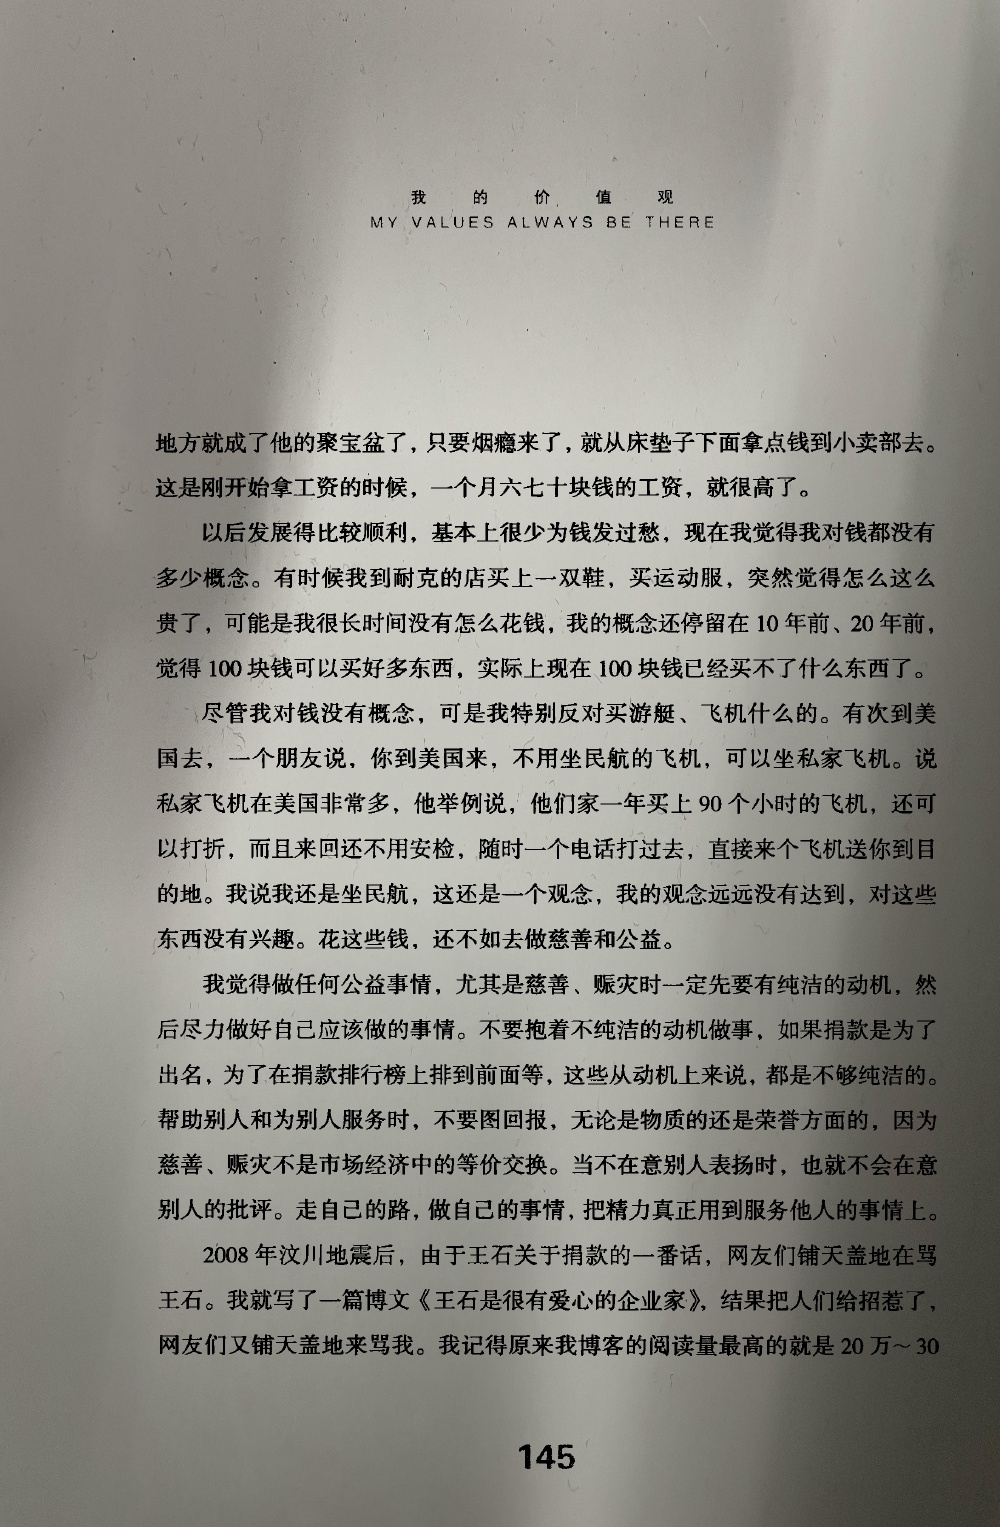 我的价值观
MY VALUES ALWAYS BE THERE
地方就成了他的聚宝盆了，只要烟瘾来了，就从床垫子下面拿点钱到小卖部去。
这是刚开始拿工资的时候，一个月六七十块钱的工资，就很高了。
以后发展得比较顺利，基本上很少为钱发过愁，现在我觉得我对钱都没有
多少概念。有时候我到耐克的店买上一双鞋，买运动服，突然觉得怎么这么
贵了，可能是我很长时间没有怎么花钱，我的概念还停留在 10 年前、20 年前，
觉得 100 块钱可以买好多东西，实际上现在 100 块钱已经买不了什么东西了。
尽管我对钱没有概念，可是我特别反对买游艇、飞机什么的。有次到美
国去，一个朋友说，你到美国来，不用坐民航的飞机，可以坐私家飞机。说
私家飞机在美国非常多，他举例说，他们家一年买上 90 个小时的飞机，还可
以打折，而且来回还不用安检，随时一个电话打过去，直接来个飞机送你到目
的地。我说我还是坐民航，这还是一个观念，我的观念远远没有达到，对这些
东西没有兴趣。花这些钱，还不如去做慈善和公益。
我觉得做任何公益事情，尤其是慈善、赈灾时一定先要有纯洁的动机，然
后尽力做好自己应该做的事情。不要抱着不纯洁的动机做事，如果捐款是为了
出名，为了在捐款排行榜上排到前面等，这些从动机上来说，都是不够纯洁的。
帮助别人和为别人服务时，不要图回报，无论是物质的还是荣誉方面的，因为
慈善、赈灾不是市场经济中的等价交换。当不在意别人表扬时，也就不会在意
别人的批评。走自己的路，做自己的事情，把精力真正用到服务他人的事情上。
2008 年汶川地震后，由于王石关于捐款的一番话，网友们铺天盖地在骂
王石。我就写了一篇博文《王石是很有爱心的企业家》，结果把人们给招惹了，
网友们又铺天盖地来骂我。我记得原来我博客的阅读量最高的就是 20 万～30
145